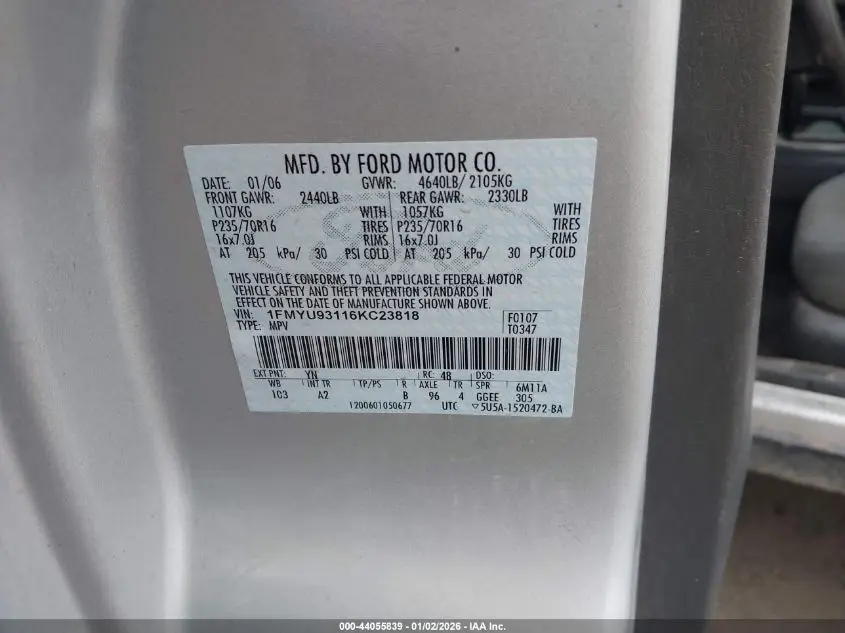 MFD. BY FORD MOTOR CO.
DATE: 01/06 GVWR: 4640LB/ 2105KG
FRONT GAWR: 2440LB REAR GAWR: 2330LB
1107KG WITH 1057KG WITH
P235/70R16 TIRES P235/70R16 TIRES
16x7.0J RIMS 16x7.0J RIMS
AT 205 kPa/ 30 PSI COLD AT 205 kPa/ 30 PSI COLD
THIS VEHICLE CONFORMS TO ALL APPLICABLE FEDERAL MOTOR
VEHICLE SAFETY AND THEFT PREVENTION STANDARDS IN
EFFECT ON THE DATE OF MANUFACTURE SHOWN ABOVE.
VIN: 1FMYU93116KC23818 F0107
TYPE: MPV T0347
EXT PNT: YN RC: 48 DSO:
WB INT TR TP/PS R AXLE TR SPR 6M11A
103 A2 B 96 4 GGEE 305
1200601050677 UTC ▽5U5A-1520472-BA
000-44055839 - 01/02/2026 - IAA Inc.